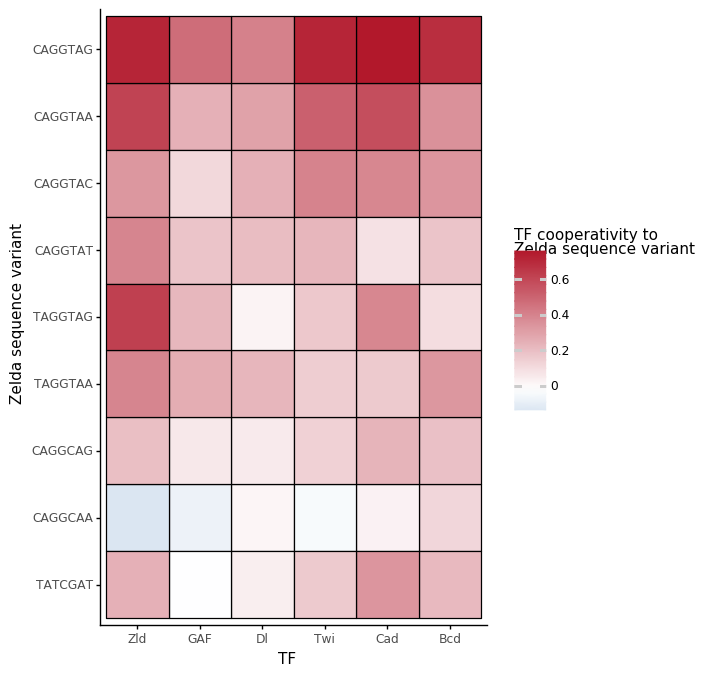 CAGGTAG
CAGGTAA
CAGGTAC
CAGGTAT
TAGGTAG
TAGGTAA
CAGGCAG
CAGGCAA
TATCGAT
Zelda sequence variant
Zld GAF Dl Twi Cad Bcd
TF
TF cooperativity to
Zelda sequence variant
0.6
0.4
0.2
0